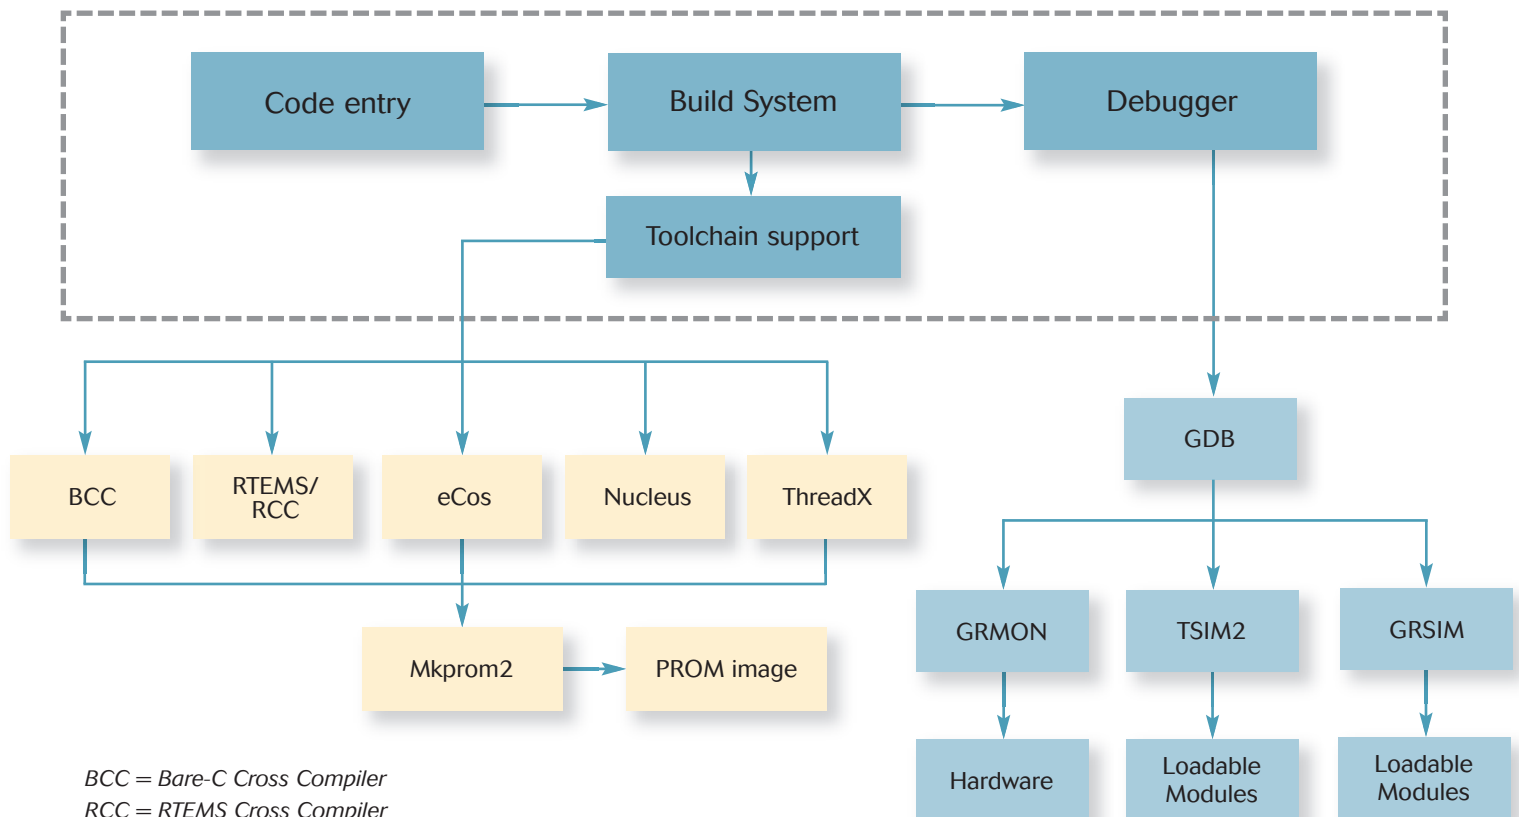 Code entry
Build System
Debugger
Toolchain support
GDB
BCC
RTEMS/
RCC
eCos
Nucleus
ThreadX
GRMON
TSIM2
GRSIM
Mkprom2
PROM image
Hardware
Loadable
Modules
Loadable
Modules
BCC = Bare-C Cross Compiler
RCC = RTEMS Cross Compiler